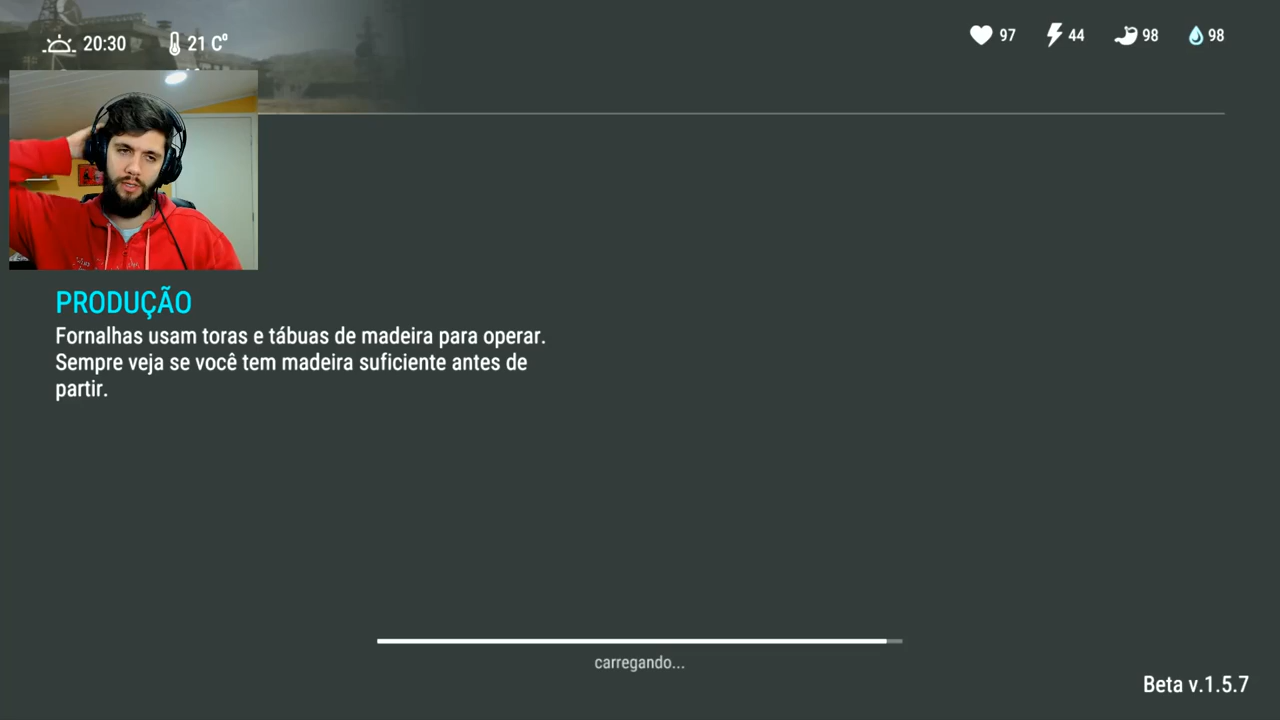 20:30 21 Cº 97 44 98 98
PRODUÇÃO
Fornalhas usam toras e tábuas de madeira para operar.
Sempre veja se você tem madeira suficiente antes de
partir.
carregando...
Beta v.1.5.7